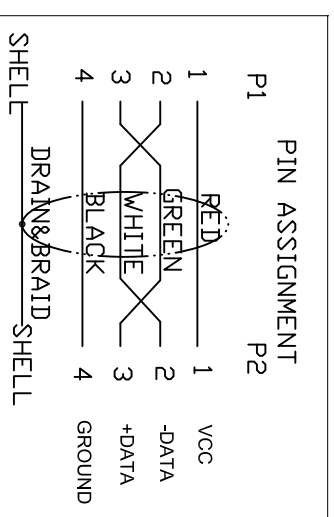 PIN ASSIGNMENT
P1 P2
1 RED 1 VCC
2 GREEN 2 -DATA
3 WHITE 3 +DATA
4 BLACK 4 GROUND
DRAIN&BRAID
SHELL SHELL